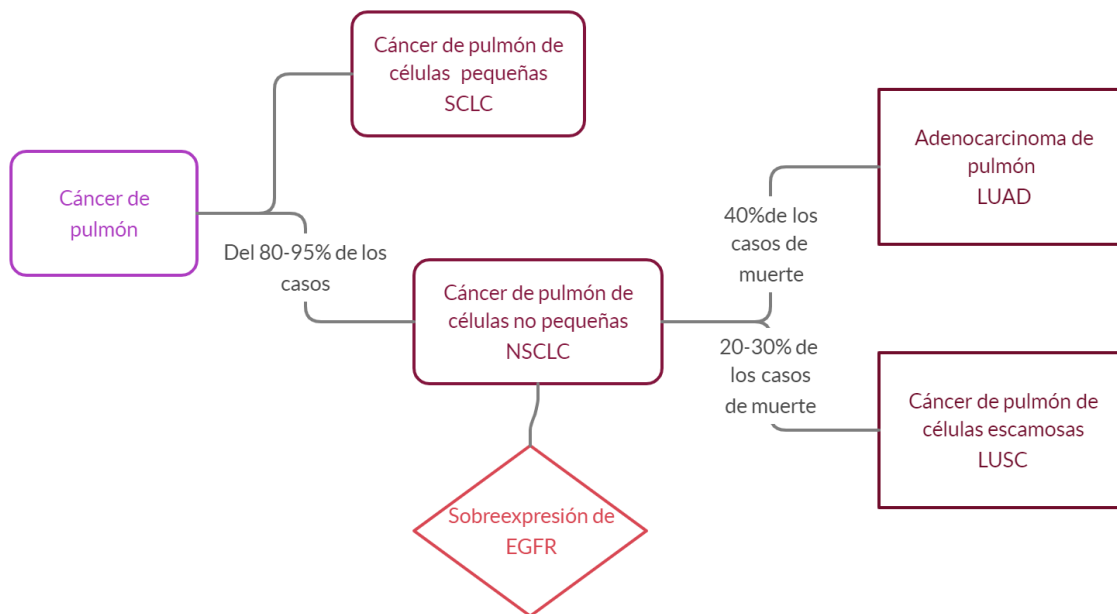 Cáncer de pulmón de
células pequeñas
SCLC
Cáncer de
pulmón
Del 80-95% de los
casos
Cáncer de pulmón de
células no pequeñas
NSCLC
Sobreexpresión de
EGFR
40%de los
casos de
muerte
Adenocarcinoma de
pulmón
LUAD
20-30% de
los casos
de muerte
Cáncer de pulmón de
células escamosas
LUSC